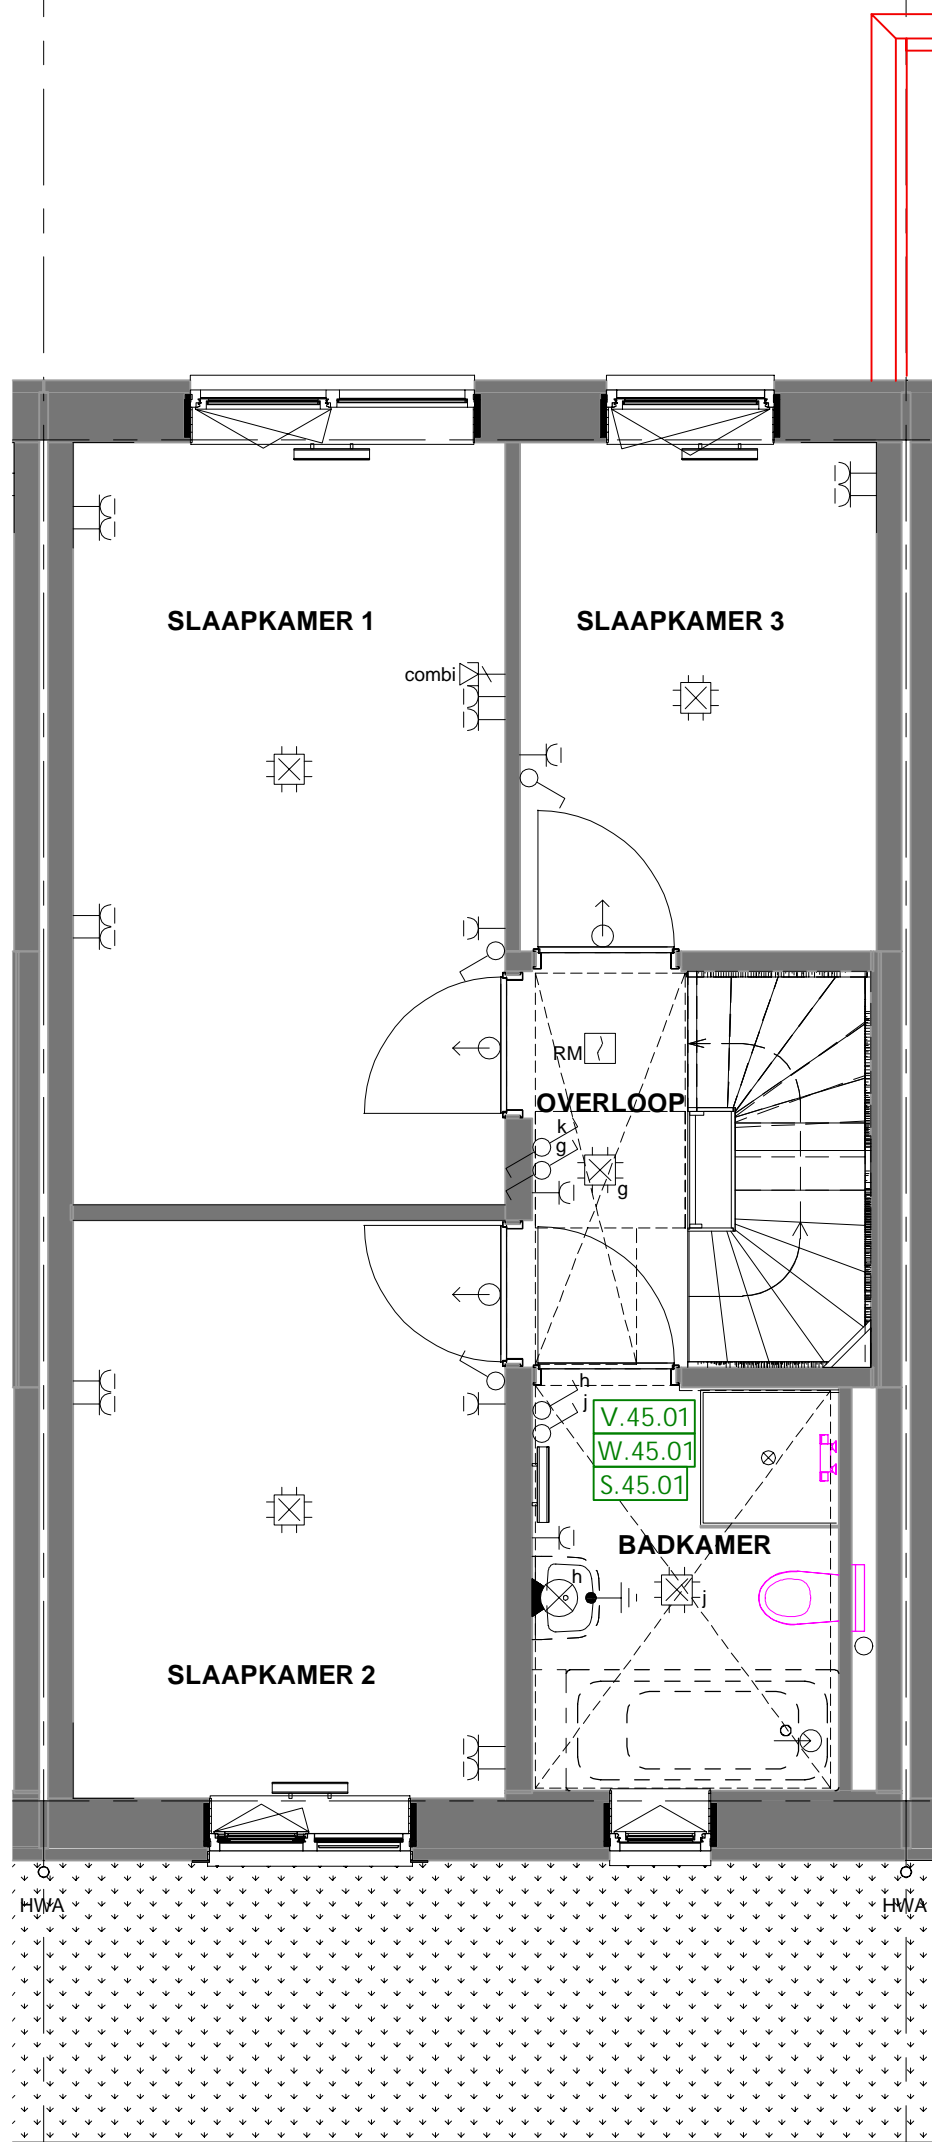 SLAAPKAMER 1
SLAAPKAMER 3
combi
RM
OVERLOOP
k
g
g
h
j
V.45.01
W.45.01
S.45.01
BADKAMER
h
j
SLAAPKAMER 2
HWA
HWA